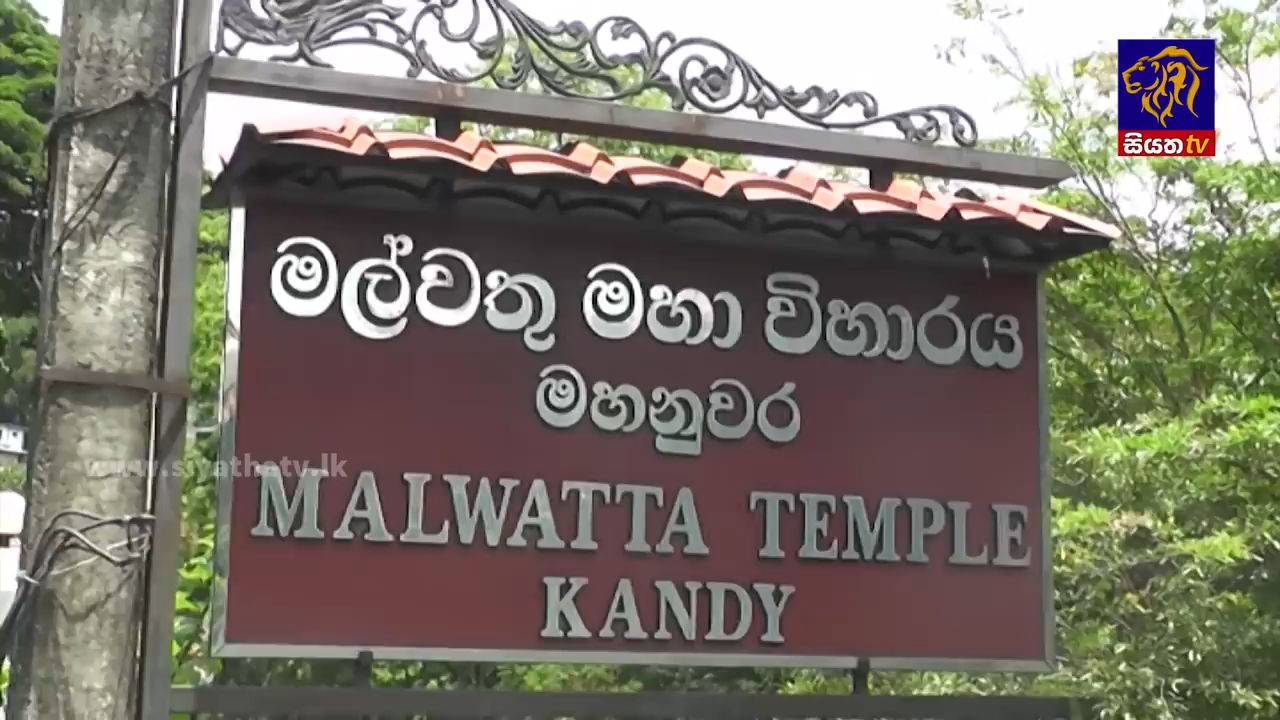 සියත tv
මල්වතු මහා විහාරය
මහනුවර
www.siyathatv.lk
MALWATTA TEMPLE
KANDY